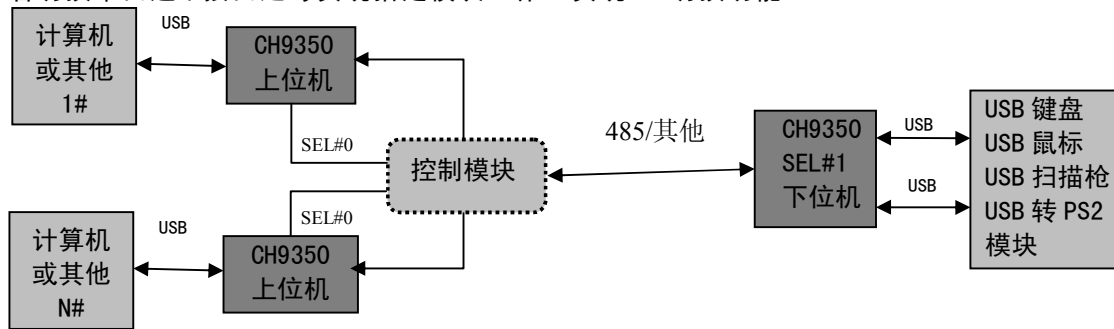 计算机
或其他
1#
USB
CH9350
上位机
SEL#0
控制模块
485/其他
CH9350
SEL#1
下位机
USB
USB
USB 键盘
USB 鼠标
USB 扫描枪
USB 转 PS2
模块
计算机
或其他
N#
USB
SEL#0
CH9350
上位机